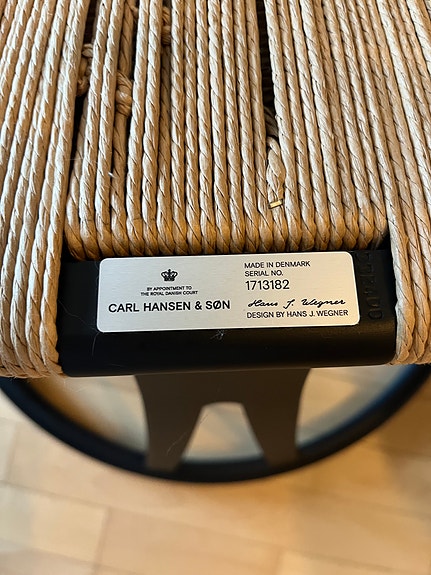 BY APPOINTMENT TO
THE ROYAL DANISH COURT
CARL HANSEN & SØN
MADE IN DENMARK
SERIAL NO.
1713182
Hans J. Wegner
DESIGN BY HANS J. WEGNER